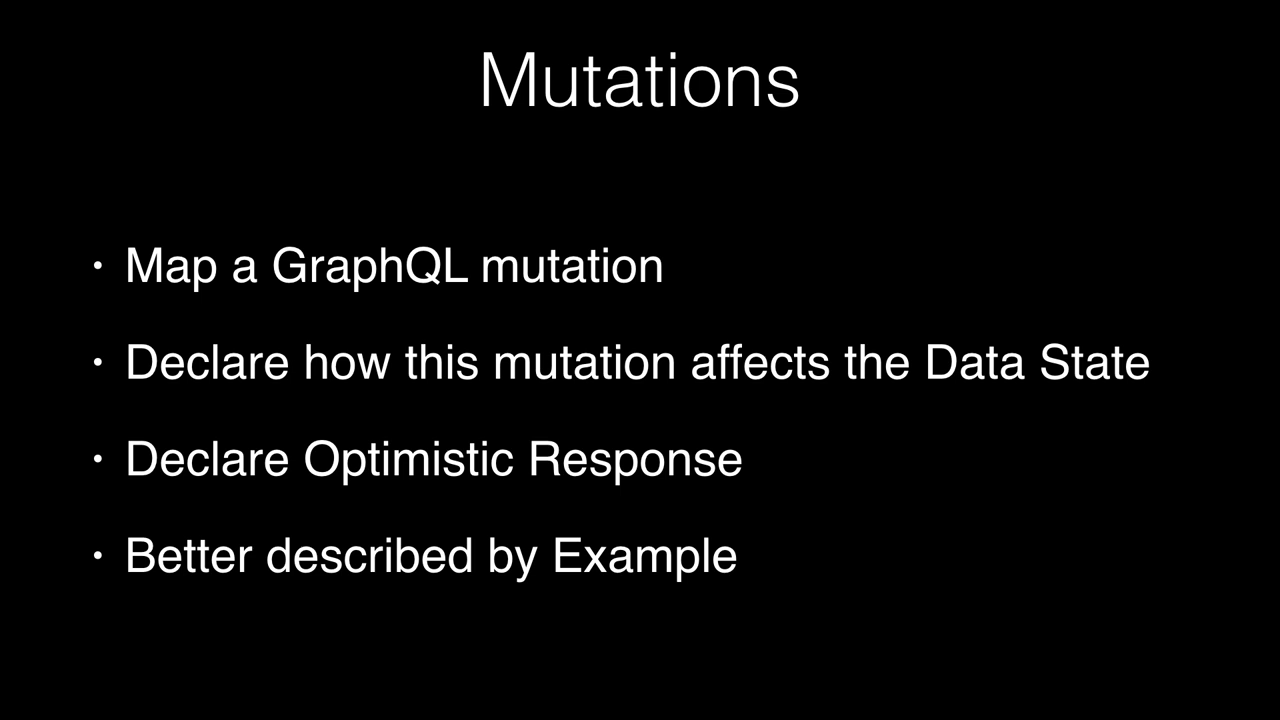 Mutations
• Map a GraphQL mutation
• Declare how this mutation affects the Data State
• Declare Optimistic Response
• Better described by Example